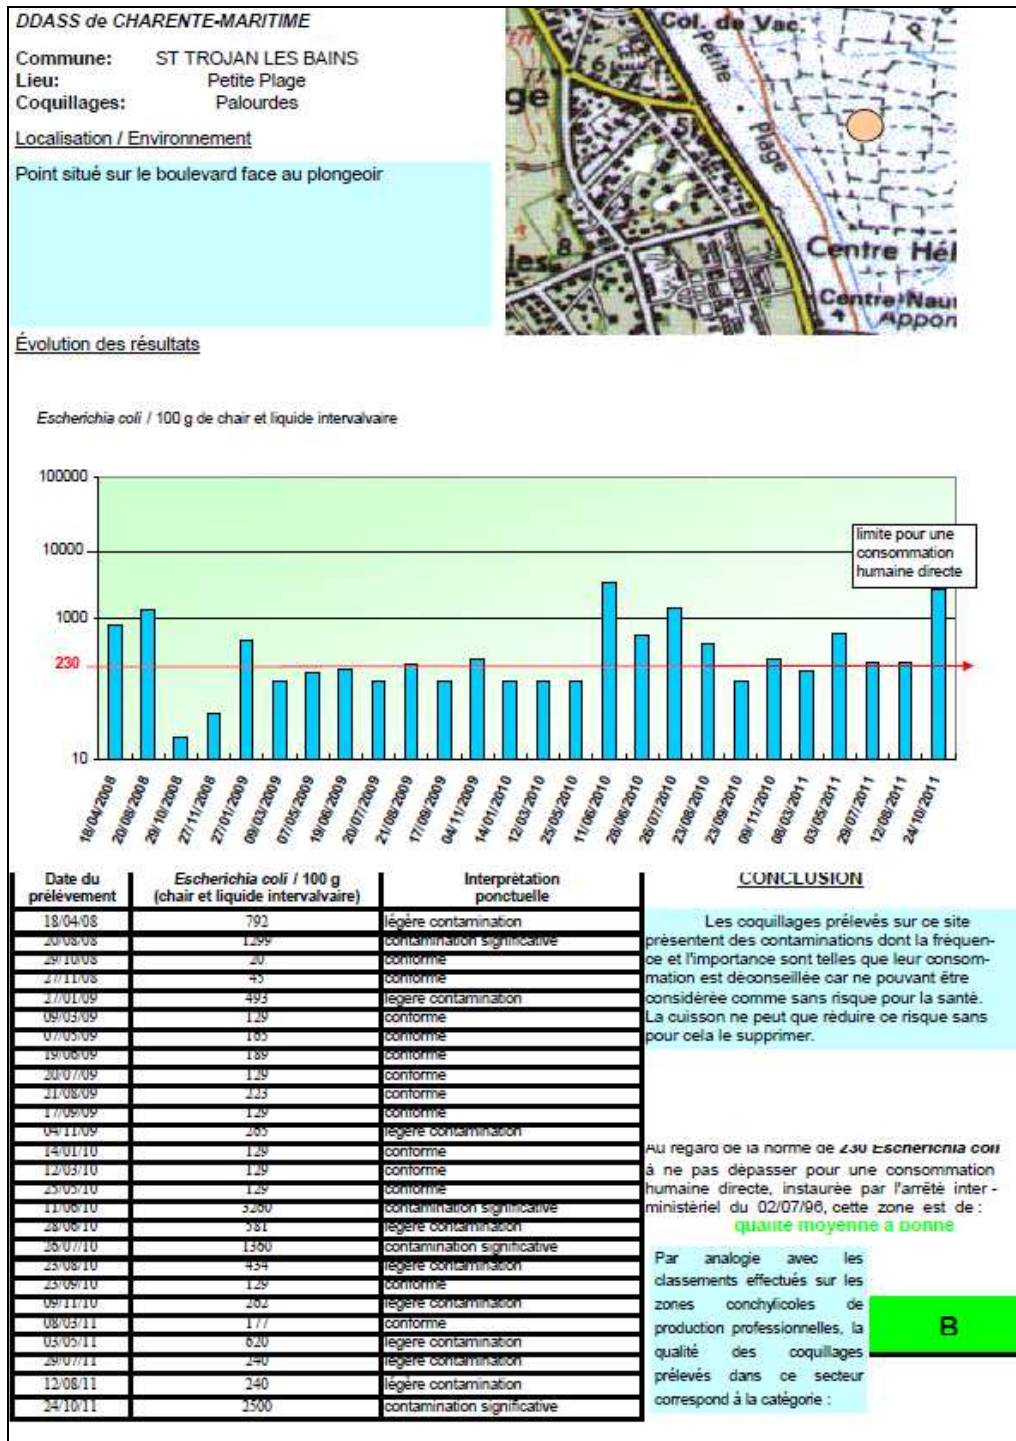 DDASS de CHARENTE-MARITIME
Commune: ST TROJAN LES BAINS
Lieu: Petite Plage
Coquillages: Palourdes
Localisation / Environnement
Point situé sur le boulevard face au plongeoir
Col. de Vac.
Petite Plage
ge
les
Centre Hél
Centre Naut
Appon
Évolution des résultats
Escherichia coli / 100 g de chair et liquide intervalvaire
100000
10000
1000
230
10
limite pour une
consommation
humaine directe
18/04/2008
20/08/2008
29/10/2008
27/11/2008
27/01/2009
09/03/2009
07/05/2009
19/06/2009
20/07/2009
21/08/2009
17/09/2009
04/11/2009
14/01/2010
12/03/2010
25/05/2010
11/06/2010
28/06/2010
26/07/2010
23/08/2010
23/09/2010
09/11/2010
08/03/2011
03/05/2011
29/07/2011
12/08/2011
24/10/2011
Date du prélèvement Escherichia coli / 100 g (chair et liquide intervalvaire) Interprétation ponctuelle
18/04/08 792 légère contamination
20/08/08 1299 contamination significative
29/10/08 20 conforme
27/11/08 45 conforme
27/01/09 493 légère contamination
09/03/09 129 conforme
07/05/09 165 conforme
19/06/09 189 conforme
20/07/09 129 conforme
21/08/09 223 conforme
17/09/09 129 conforme
04/11/09 265 légère contamination
14/01/10 129 conforme
12/03/10 129 conforme
25/05/10 129 conforme
11/06/10 3260 contamination significative
28/06/10 581 légère contamination
26/07/10 1360 contamination significative
23/08/10 434 légère contamination
23/09/10 129 conforme
09/11/10 262 légère contamination
08/03/11 177 conforme
03/05/11 620 légère contamination
29/07/11 240 légère contamination
12/08/11 240 légère contamination
24/10/11 2500 contamination significative
CONCLUSION
Les coquillages prélevés sur ce site
présentent des contaminations dont la fréquen-
ce et l'importance sont telles que leur consom-
mation est déconseillée car ne pouvant être
considérée comme sans risque pour la santé.
La cuisson ne peut que réduire ce risque sans
pour cela le supprimer.
Au regard de la norme de 230 Escherichia coli
à ne pas dépasser pour une consommation
humaine directe, instaurée par l'arrêté inter -
ministériel du 02/07/96, cette zone est de :
qualité moyenne à bonne
Par analogie avec les
classements effectués sur les
zones conchylicoles de
production professionnelles, la
qualité des coquillages
prélevés dans ce secteur
correspond à la catégorie :
B